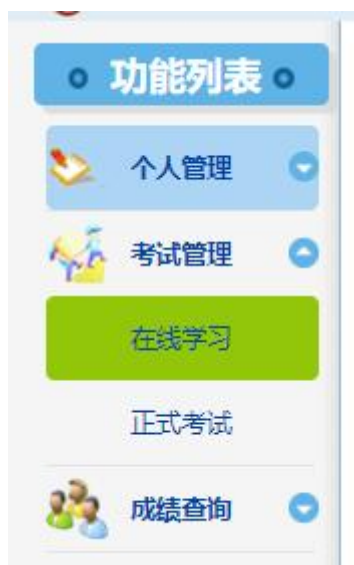 功能列表
个人管理
考试管理
在线学习
正式考试
成绩查询